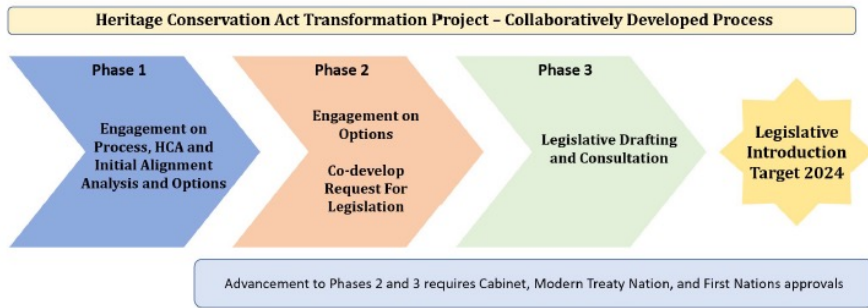 Heritage Conservation Act Transformation Project – Collaboratively Developed Process
Phase 1
Engagement on
Process, HCA and
Initial Alignment
Analysis and Options
Phase 2
Engagement on
Options
Co-develop
Request For
Legislation
Phase 3
Legislative Drafting
and Consultation
Legislative
Introduction
Target 2024
Advancement to Phases 2 and 3 requires Cabinet, Modern Treaty Nation, and First Nations approvals